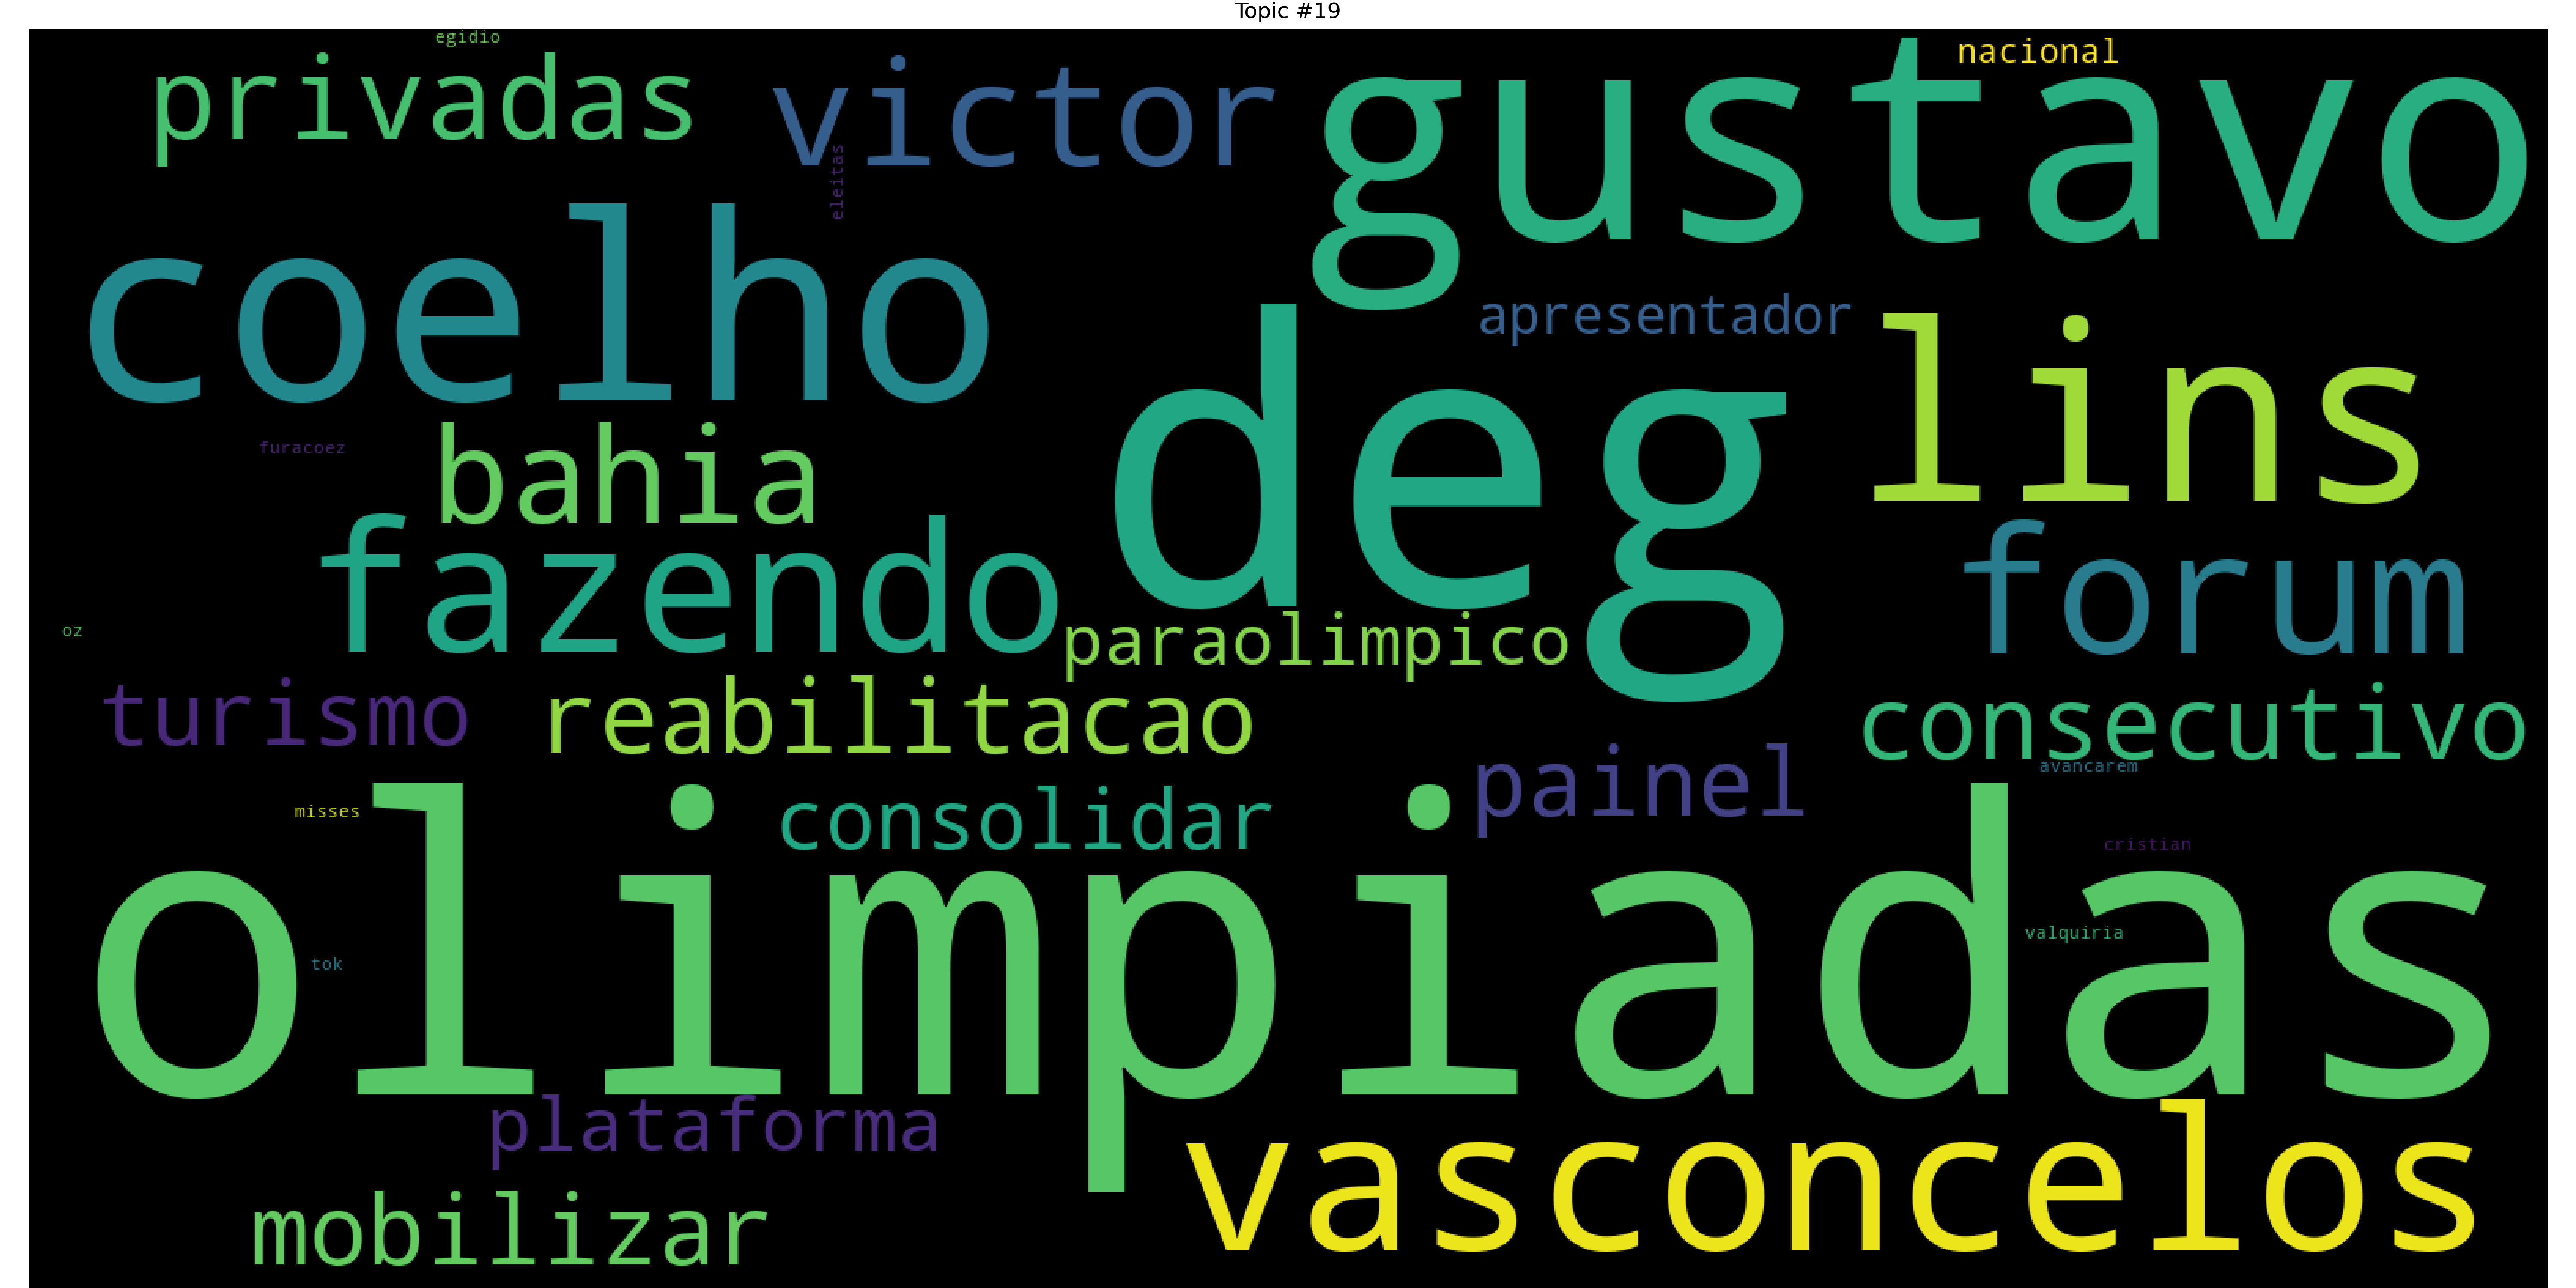 Topic #19
egidio
privadas
victor
gustavo
nacional
eleitas
coelho
apresentador
lins
deg
bahia
furacoez
fazendo
forum
paraolimpico
oz
turismo
reabilitacao
consecutivo
painel
avancarem
misses
consolidar
cristian
olimpiadas
valquiria
tok
plataforma
vasconcelos
mobilizar